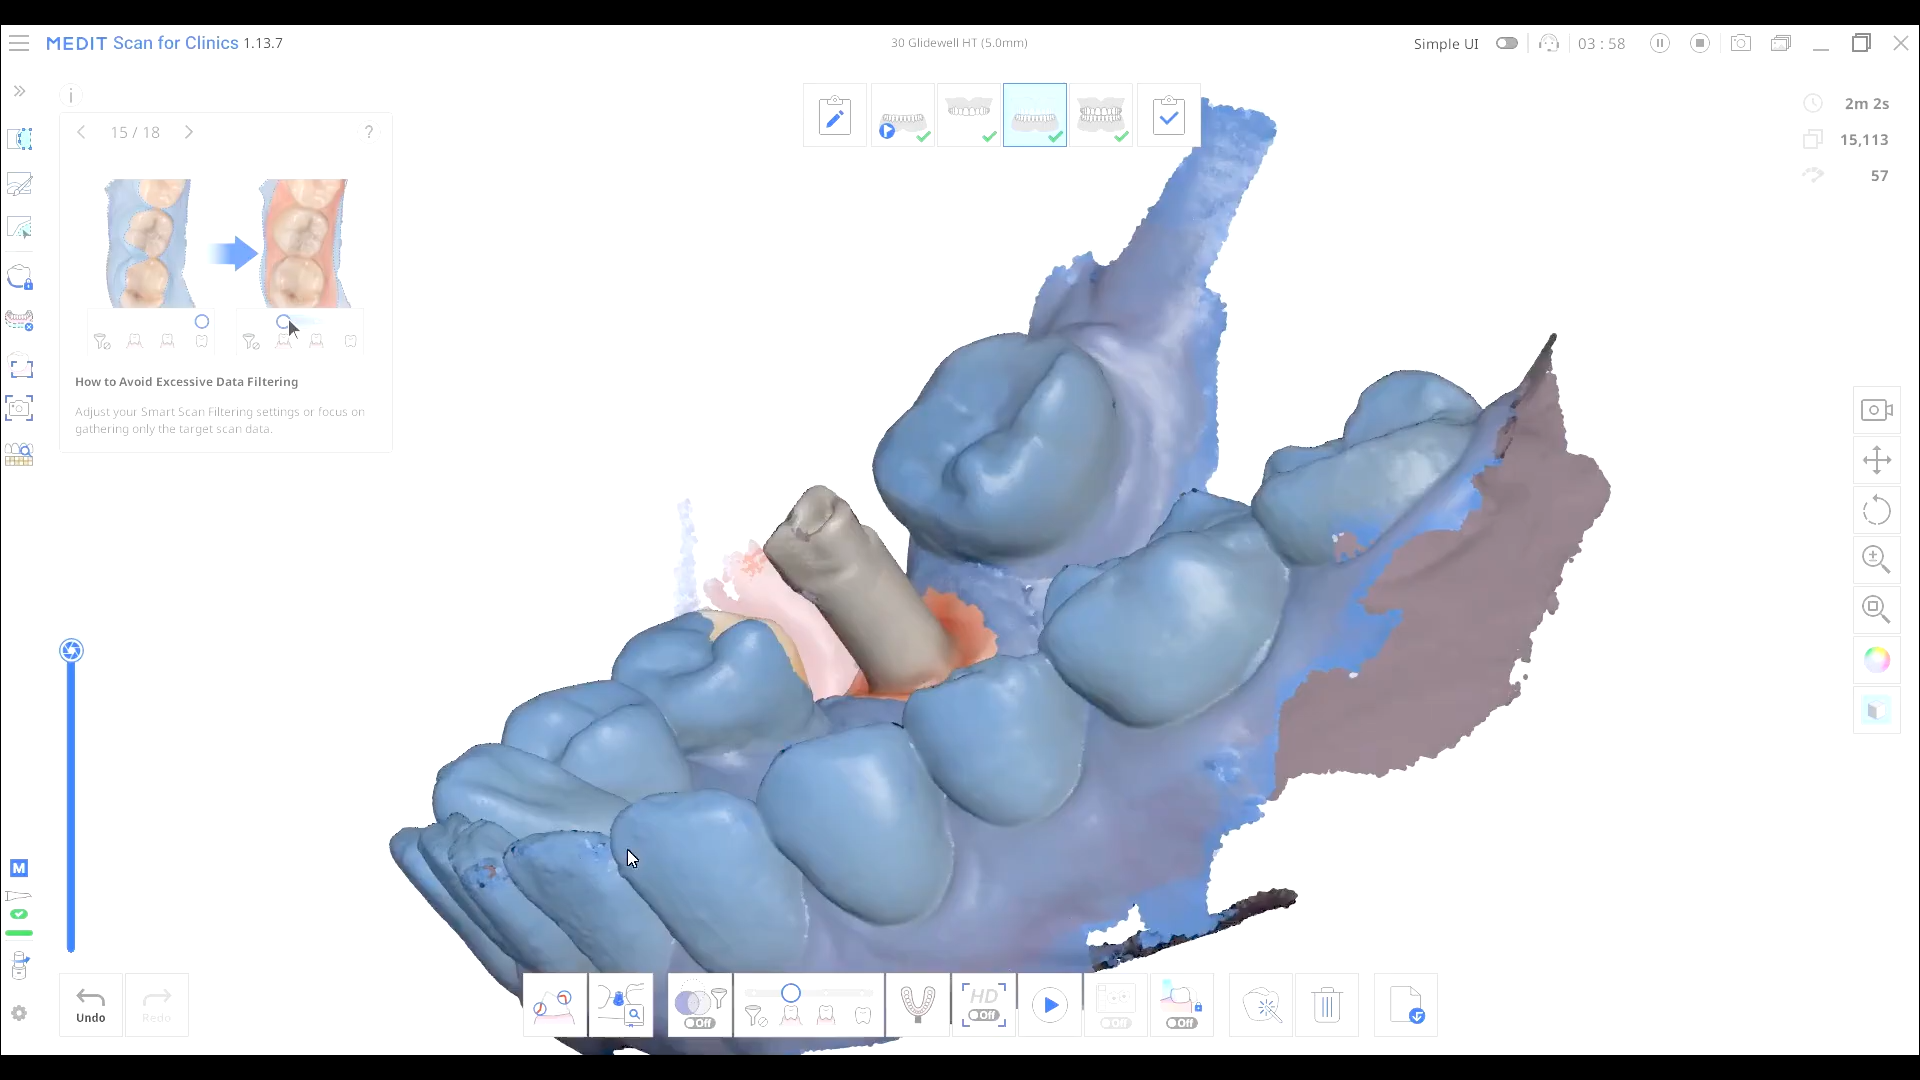 MEDIT Scan for Clinics 1.13.7
30 Glidewell HT (5.0mm)
Simple UI
03 : 58
2m 2s
15,113
57
i
15 / 18
?
How to Avoid Excessive Data Filtering
Adjust your Smart Scan Filtering settings or focus on
gathering only the target scan data.
M
Undo
Redo
Off
HD
Off
Off
Off